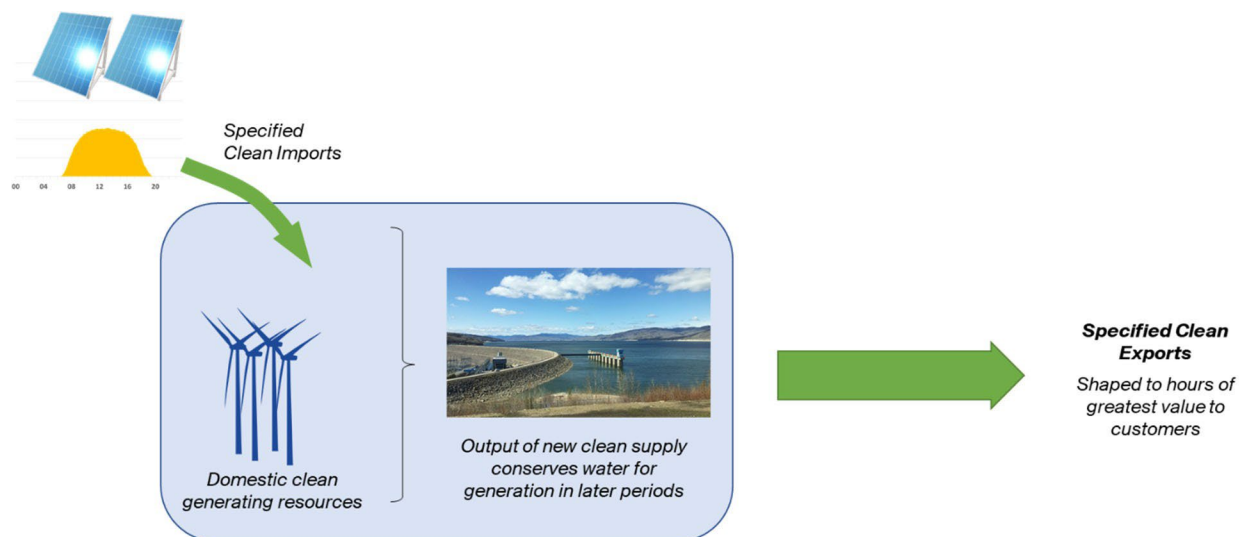 Specified
Clean Imports
00 04 08 12 16 20
Domestic clean
generating resources
Output of new clean supply
conserves water for
generation in later periods
Specified Clean
Exports
Shaped to hours of
greatest value to
customers